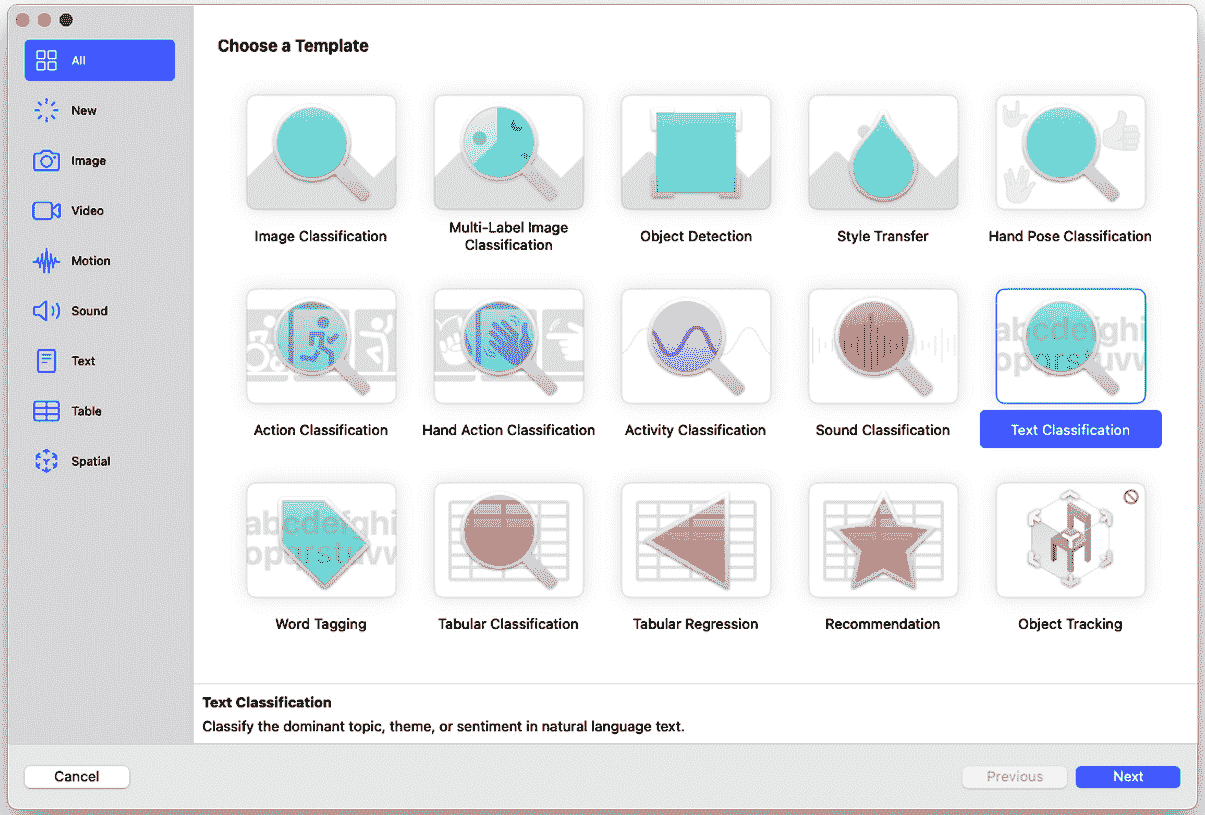 Choose a Template
All
New
Image
Video
Motion
Sound
Text
Table
Spatial
Image Classification
Multi-Label Image
Classification
Object Detection
Style Transfer
Hand Pose Classification
Action Classification
Hand Action Classification
Activity Classification
Sound Classification
abcdefghi
opqrstuvw
Text Classification
abcdefghi
opqrstuvw
Word Tagging
Tabular Classification
Tabular Regression
Recommendation
Object Tracking
Text Classification
Classify the dominant topic, theme, or sentiment in natural language text.
Cancel
Previous
Next